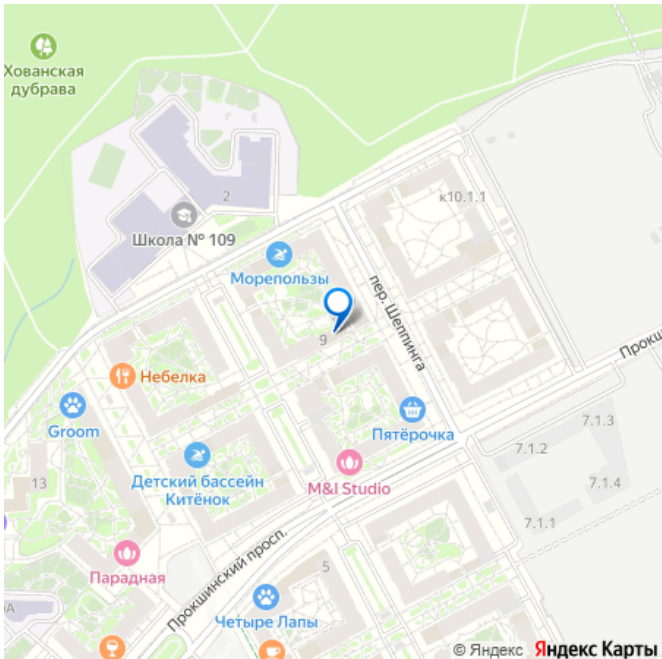 Хованская
дубрава
к10.1.1
2
Школа № 109
Морепользы
пер. Шеппинга
9
Прокш
Небелка
Groom
Пятёрочка
7.1.3
7.1.2
Детский бассейн
Китёнок
M&I Studio
13
7.1.4
7.1.1
Парадная
Прокшинский просп.
5
Четыре Лапы
© Яндекс Яндекс Карты